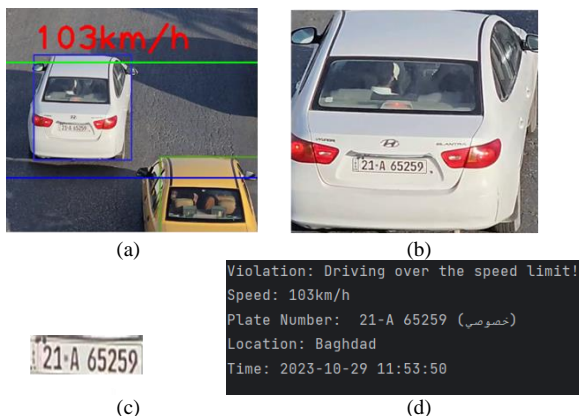 103km/h
21-A 65259
(a)
HYUNDAI
ELANTRA
21-A 65259
(b)
21-A 65259
(c)
Violation: Driving over the speed limit!
Speed: 103km/h
Plate Number: 21-A 65259 (خصوصي)
Location: Baghdad
Time: 2023-10-29 11:53:50
(d)